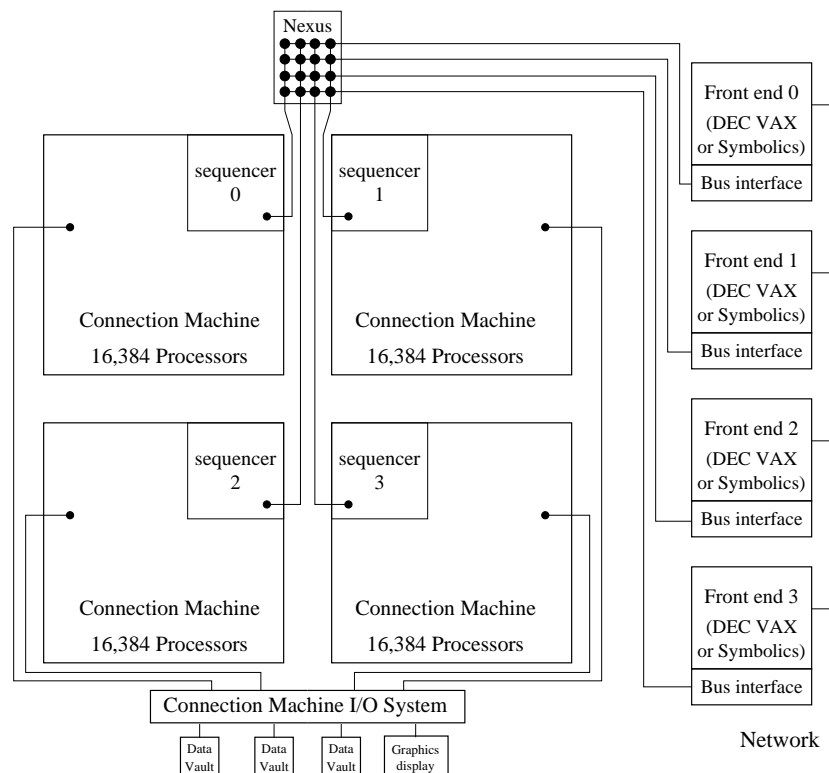 Nexus
Front end 0
(DEC VAX
or Symbolics)
Bus interface
sequencer
0
sequencer
1
Connection Machine
16,384 Processors
Connection Machine
16,384 Processors
Front end 1
(DEC VAX
or Symbolics)
Bus interface
sequencer
2
sequencer
3
Connection Machine
16,384 Processors
Connection Machine
16,384 Processors
Front end 2
(DEC VAX
or Symbolics)
Bus interface
Front end 3
(DEC VAX
or Symbolics)
Bus interface
Connection Machine I/O System
Data
Vault
Data
Vault
Data
Vault
Graphics
display
Network